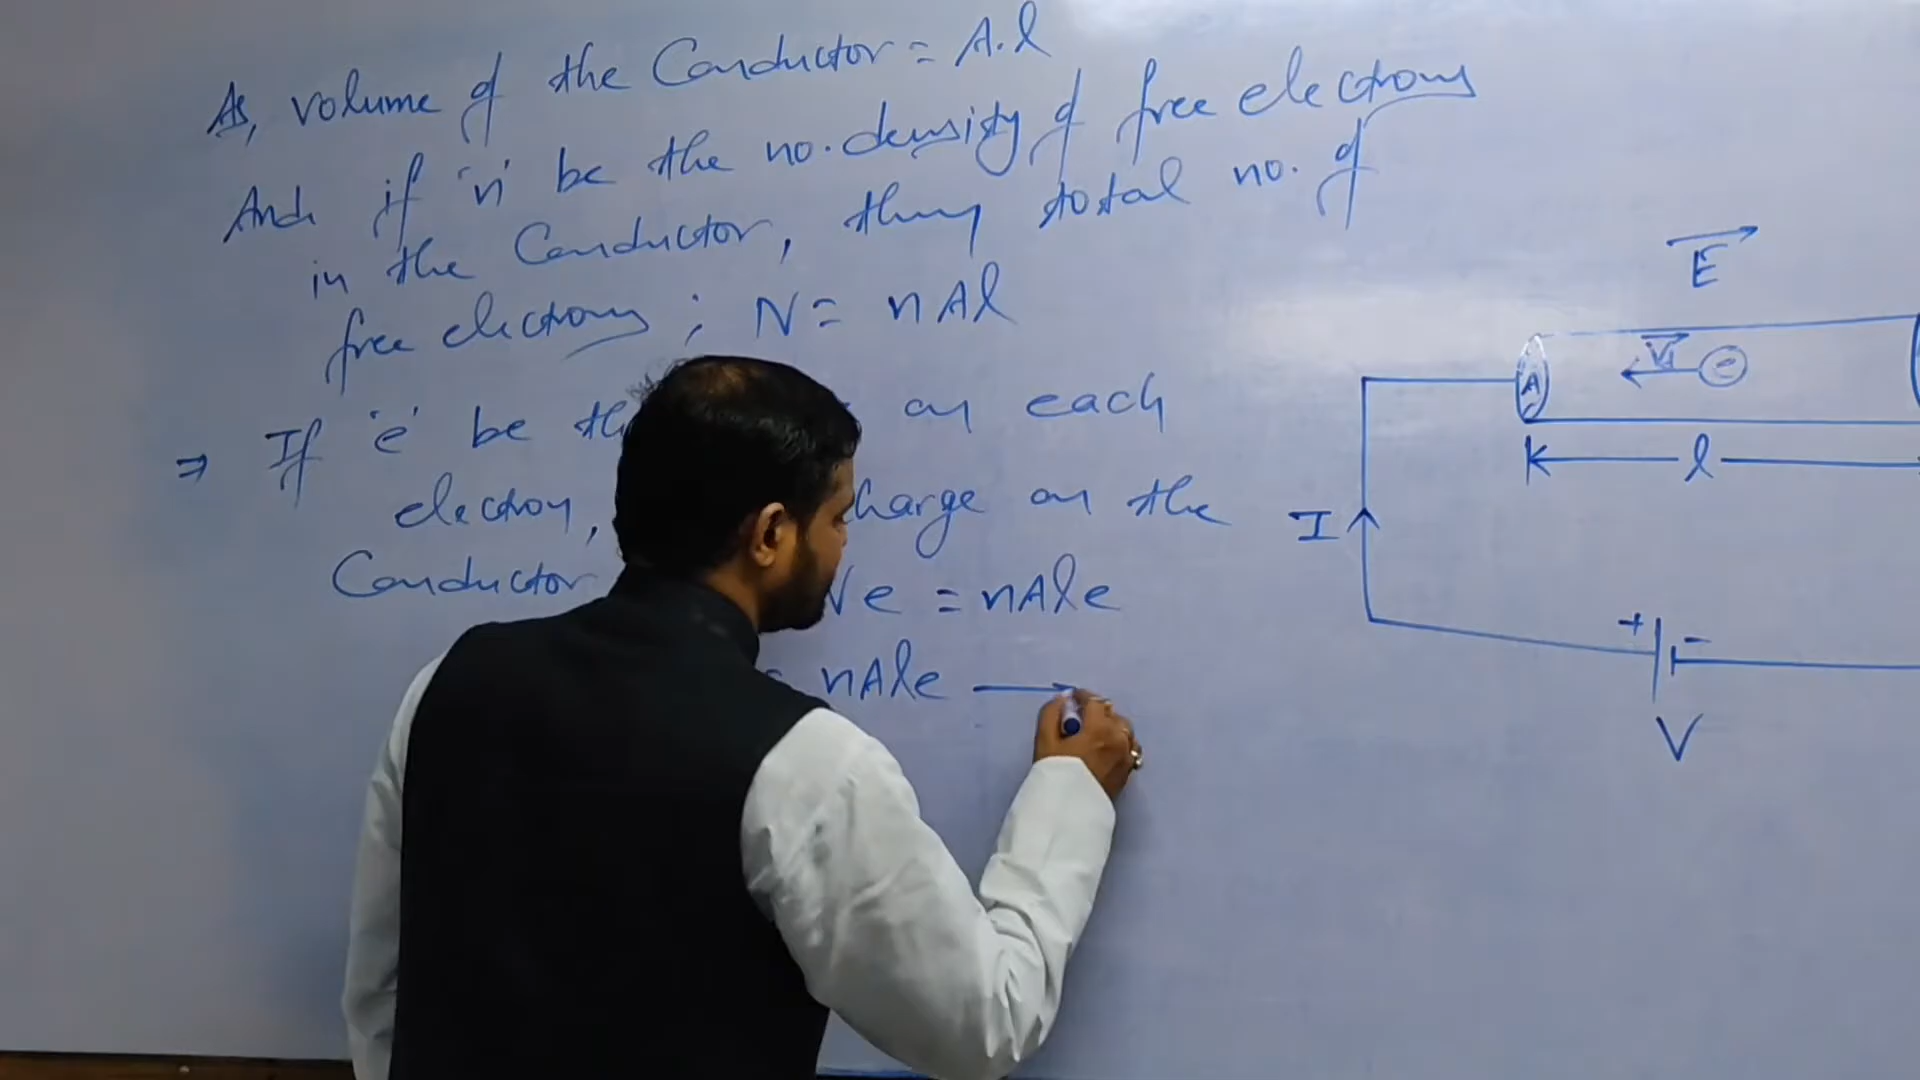 As, volume of the Conductor = A.l
And if 'n' be the no. density of free electrons
in the Conductor, then total no. of
free electrons; N = nAl
⇒ If 'e' be on each
electron, charge on the
Conductor Ne = nAle
= nAle →
E
A
l
I
+ -
V